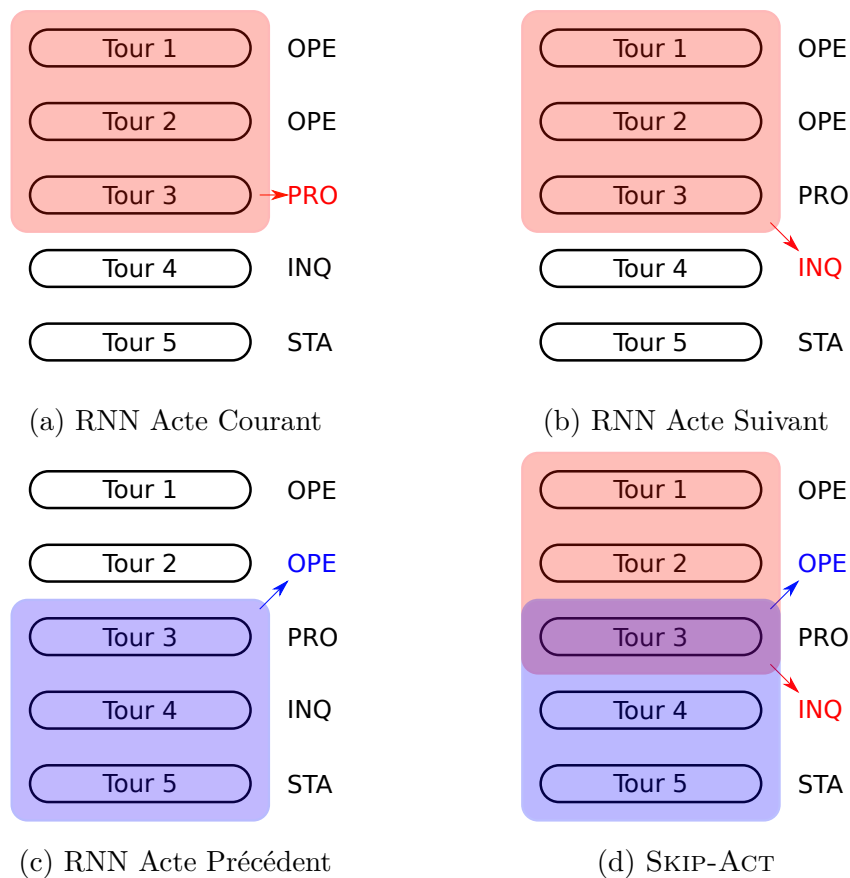 Tour 1 OPE
Tour 2 OPE
Tour 3 PRO
Tour 4 INQ
Tour 5 STA
(a) RNN Acte Courant
Tour 1 OPE
Tour 2 OPE
Tour 3 PRO
Tour 4 INQ
Tour 5 STA
(b) RNN Acte Suivant
Tour 1 OPE
Tour 2 OPE
Tour 3 PRO
Tour 4 INQ
Tour 5 STA
(c) RNN Acte Précédent
Tour 1 OPE
Tour 2 OPE
Tour 3 PRO
Tour 4 INQ
Tour 5 STA
(d) SKIP-ACT